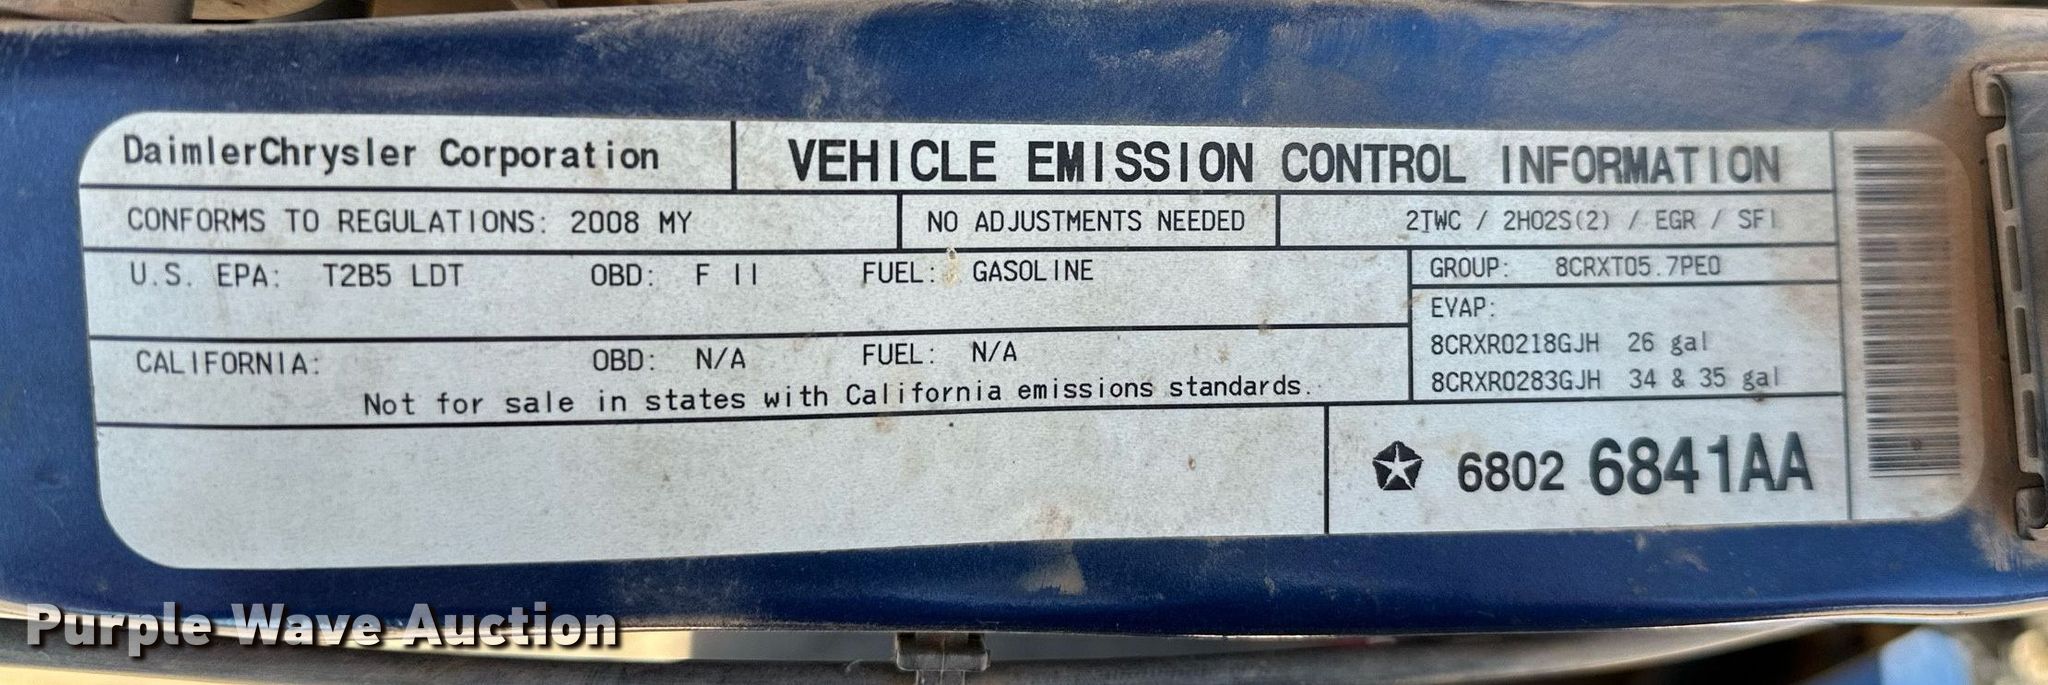 DaimlerChrysler Corporation
VEHICLE EMISSION CONTROL INFORMATION
CONFORMS TO REGULATIONS: 2008 MY
NO ADJUSTMENTS NEEDED
2TWC / 2HO2S(2) / EGR / SFI
U.S. EPA: T2B5 LDT OBD: F II FUEL: GASOLINE
GROUP: 8CRXT05.7PE0
EVAP:
8CRXR0218GJH 26 gal
8CRXR0283GJH 34 & 35 gal
CALIFORNIA: OBD: N/A FUEL: N/A
Not for sale in states with California emissions standards.
6802 6841AA
Purple Wave Auction